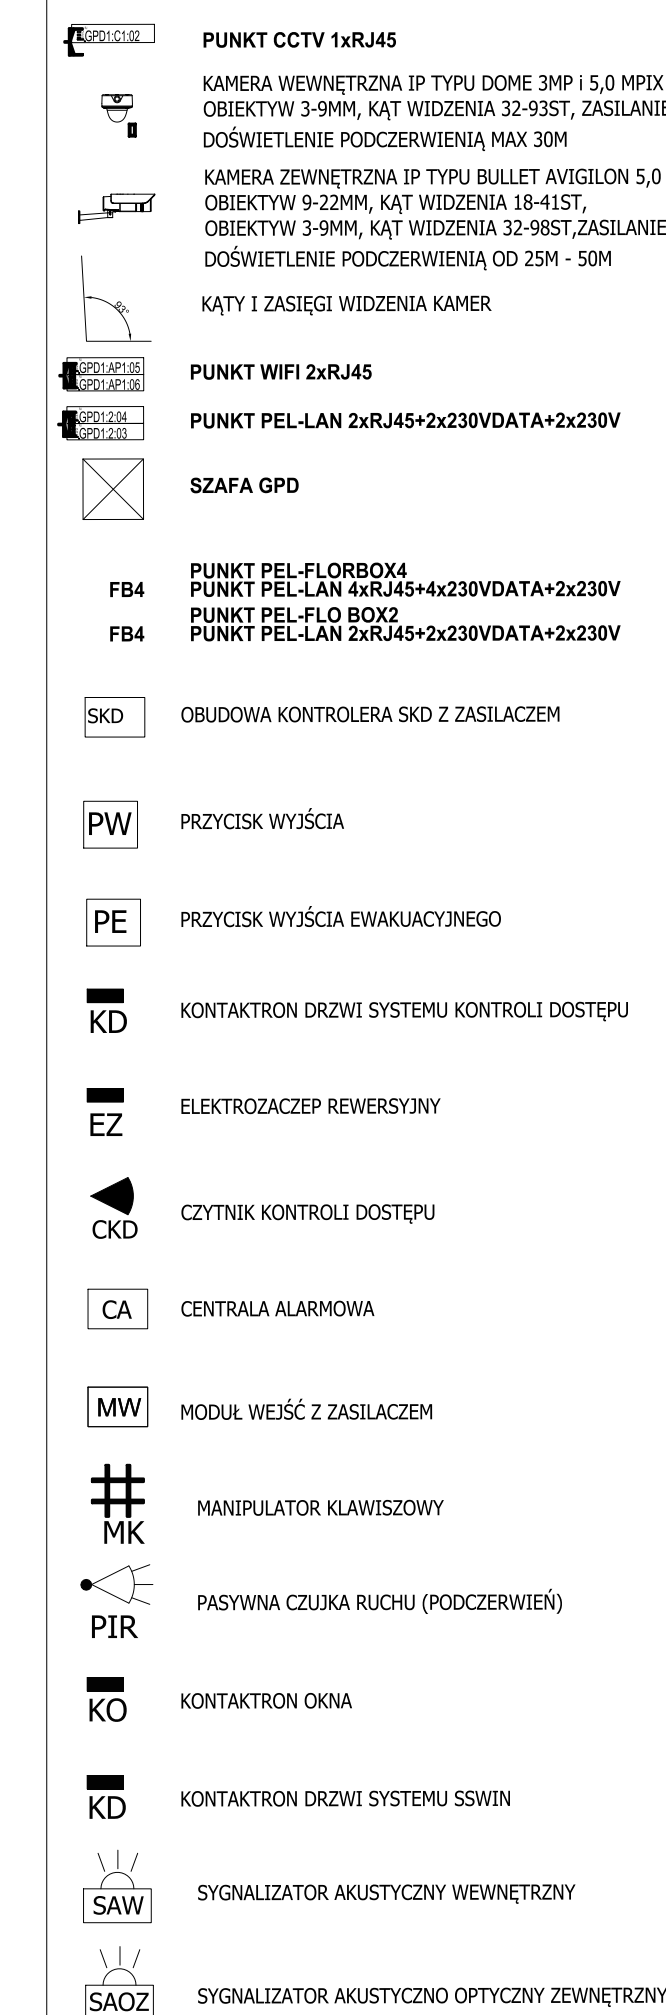 GPD1:C1:02 PUNKT CCTV 1xRJ45
KAMERA WEWNĘTRZNA IP TYPU DOME 3MP i 5,0 MPIX
OBIEKTYW 3-9MM, KĄT WIDZENIA 32-93ST, ZASILANIE
DOŚWIETLENIE PODCZERWIENIĄ MAX 30M
KAMERA ZEWNĘTRZNA IP TYPU BULLET AVIGILON 5,0
OBIEKTYW 9-22MM, KĄT WIDZENIA 18-41ST,
OBIEKTYW 3-9MM, KĄT WIDZENIA 32-98ST,ZASILANIE
DOŚWIETLENIE PODCZERWIENIĄ OD 25M - 50M
93° KĄTY I ZASIĘGI WIDZENIA KAMER
GPD1:AP1:05
GPD1:AP1:06
PUNKT WIFI 2xRJ45
GPD1:2:04
GPD1:2:03
PUNKT PEL-LAN 2xRJ45+2x230VDATA+2x230V
SZAFA GPD
PUNKT PEL-FLORBOX4
FB4 PUNKT PEL-LAN 4xRJ45+4x230VDATA+2x230V
PUNKT PEL-FLO BOX2
FB4 PUNKT PEL-LAN 2xRJ45+2x230VDATA+2x230V
SKD OBUDOWA KONTROLERA SKD Z ZASILACZEM
PW PRZYCISK WYJŚCIA
PE PRZYCISK WYJŚCIA EWAKUACYJNEGO
KD KONTAKTRON DRZWI SYSTEMU KONTROLI DOSTĘPU
EZ ELEKTROZACZEP REWERSYJNY
CKD CZYTNIK KONTROLI DOSTĘPU
CA CENTRALA ALARMOWA
MW MODUŁ WEJŚĆ Z ZASILACZEM
MK MANIPULATOR KLAWISZOWY
PIR PASYWNA CZUJKA RUCHU (PODCZERWIEŃ)
KO KONTAKTRON OKNA
KD KONTAKTRON DRZWI SYSTEMU SSWIN
SAW SYGNALIZATOR AKUSTYCZNY WEWNĘTRZNY
SAOZ SYGNALIZATOR AKUSTYCZNO OPTYCZNY ZEWNĘTRZNY